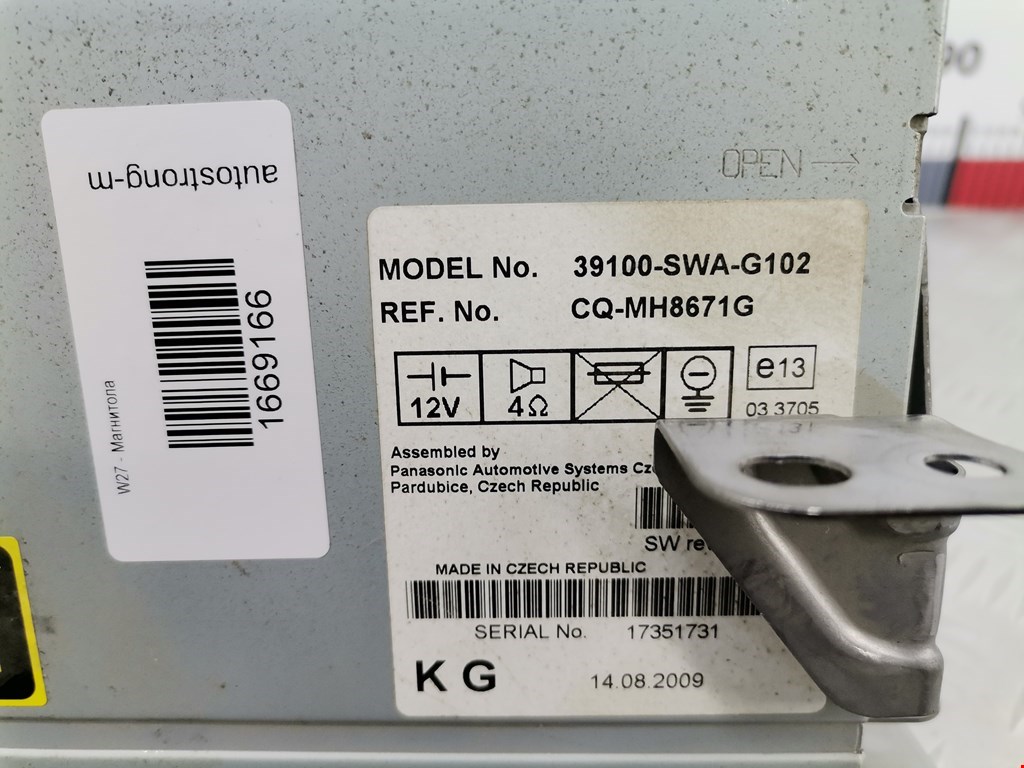 autostrong-m
1669166
W27 - Магнитола
OPEN
MODEL No. 39100-SWA-G102
REF. No. CQ-MH8671G
12V 4Ω e13
03 3705
Assembled by
Panasonic Automotive Systems
Pardubice, Czech Republic
SW
MADE IN CZECH REPUBLIC
SERIAL No. 17351731
KG 14.08.2009